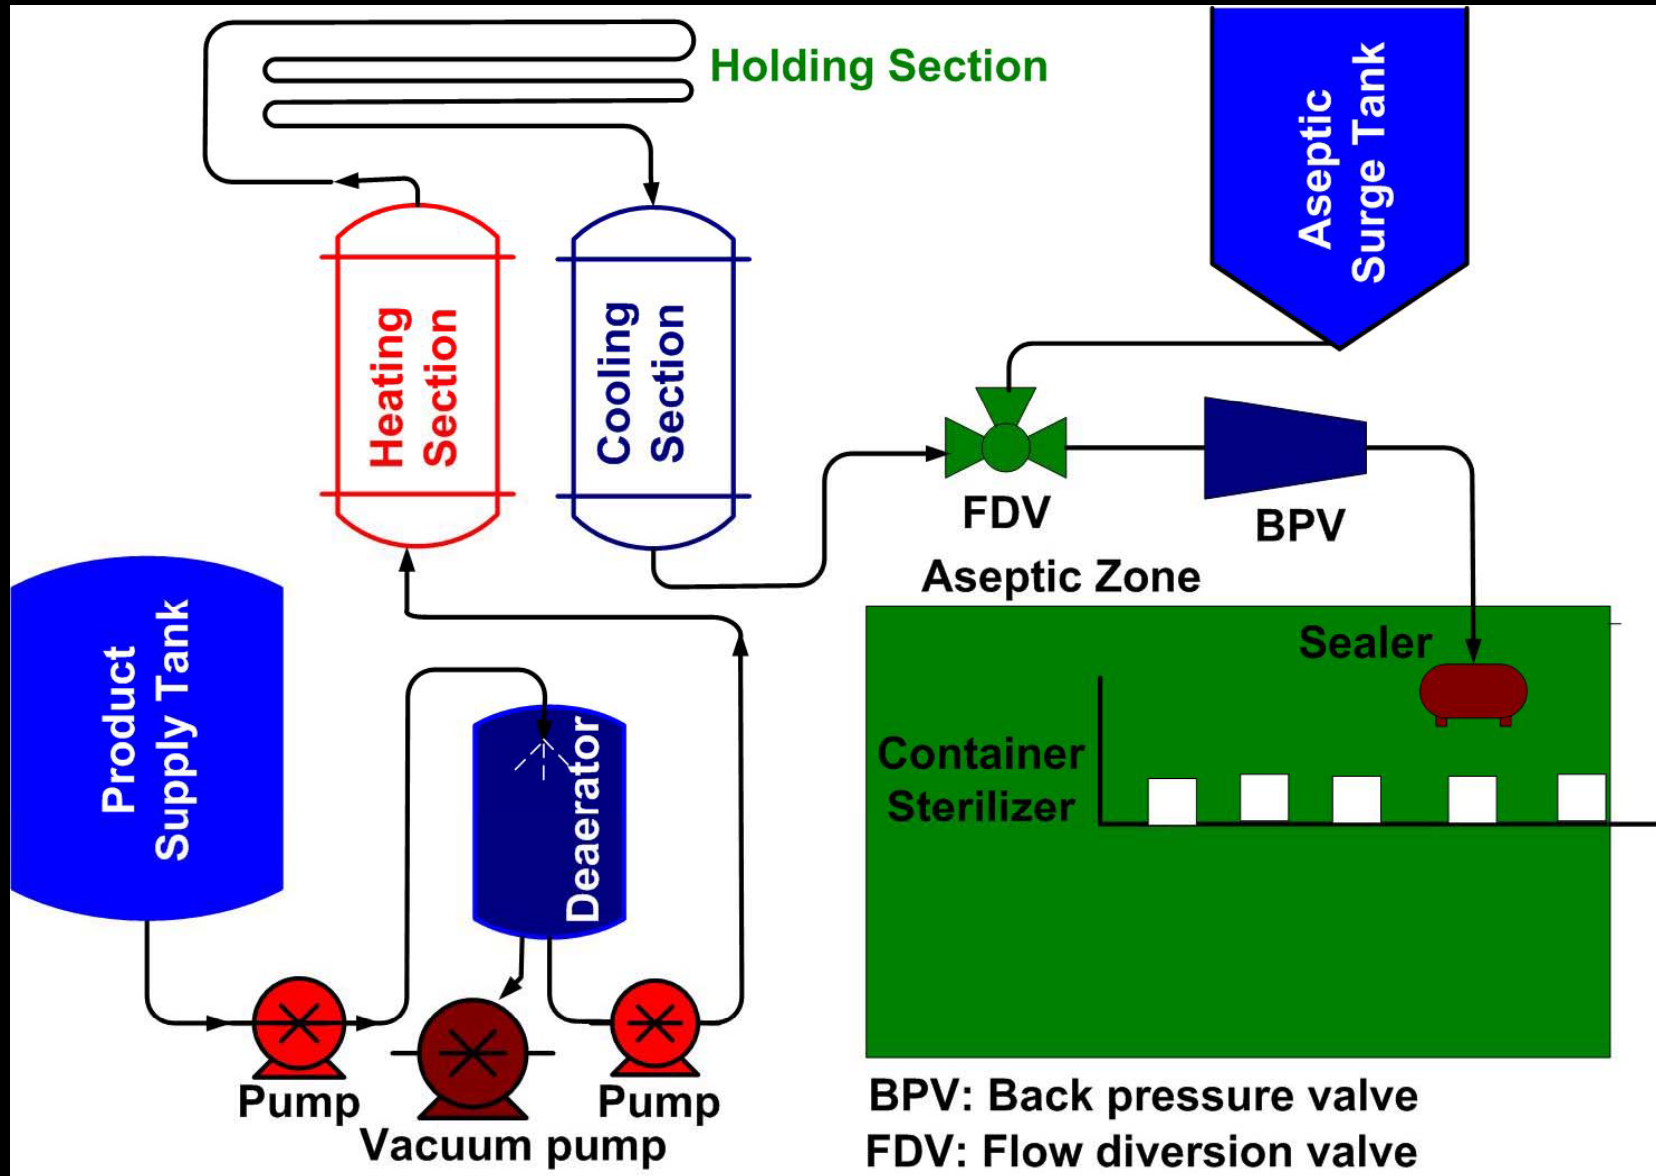 Holding Section
Aseptic
Surge Tank
Heating
Section
Cooling
Section
FDV
BPV
Aseptic Zone
Product
Supply Tank
Deaerator
Sealer
Container
Sterilizer
Pump
Vacuum pump
Pump
BPV: Back pressure valve
FDV: Flow diversion valve